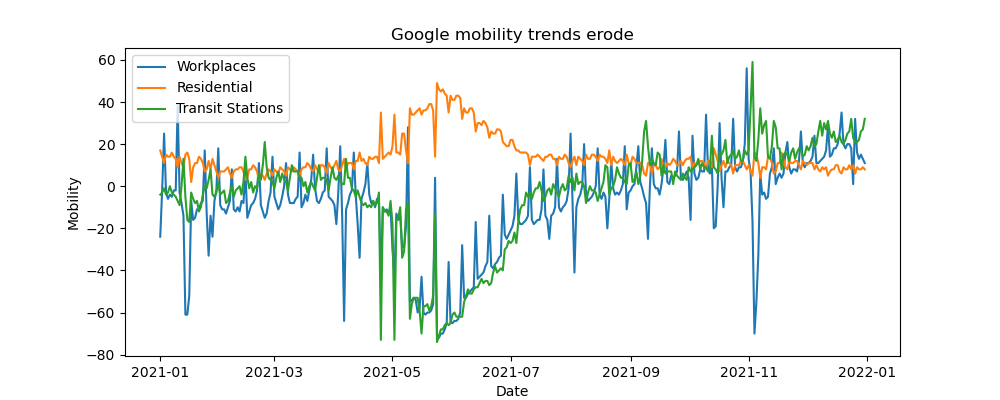 Google mobility trends erode
Workplaces
Residential
Transit Stations
Mobility
60
40
20
0
−20
−40
−60
−80
2021-01
2021-03
2021-05
2021-07
2021-09
2021-11
2022-01
Date